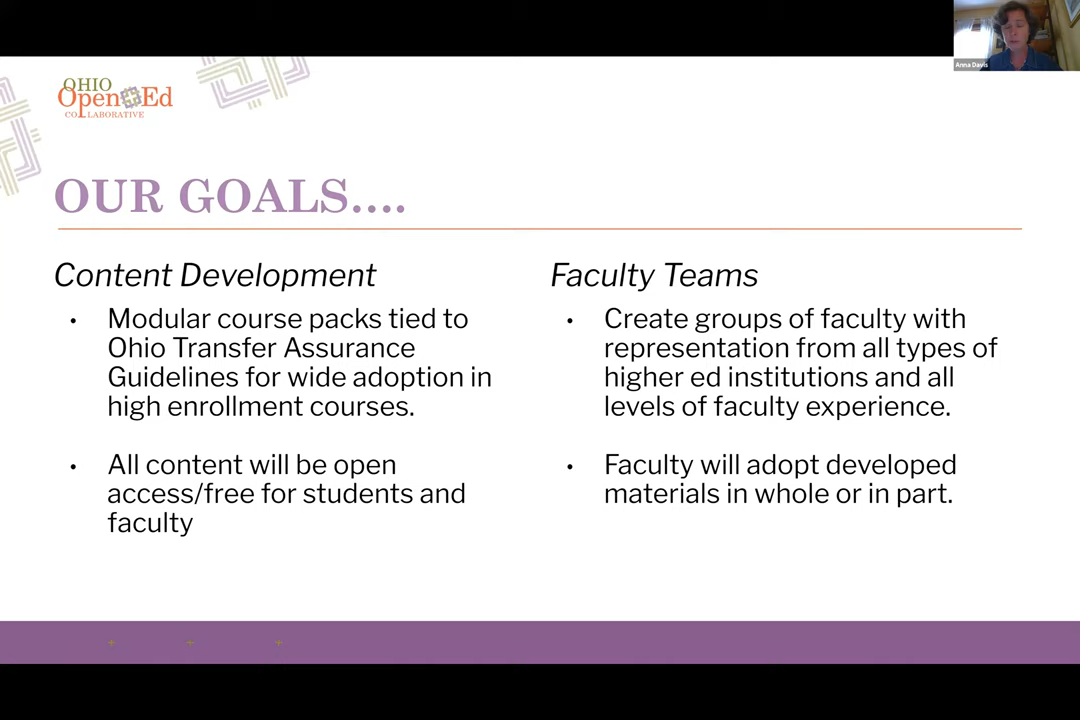 Anna Davis
OHIO
Open Ed
COLLABORATIVE
OUR GOALS....
Content Development
• Modular course packs tied to
Ohio Transfer Assurance
Guidelines for wide adoption in
high enrollment courses.
• All content will be open
access/free for students and
faculty
Faculty Teams
• Create groups of faculty with
representation from all types of
higher ed institutions and all
levels of faculty experience.
• Faculty will adopt developed
materials in whole or in part.